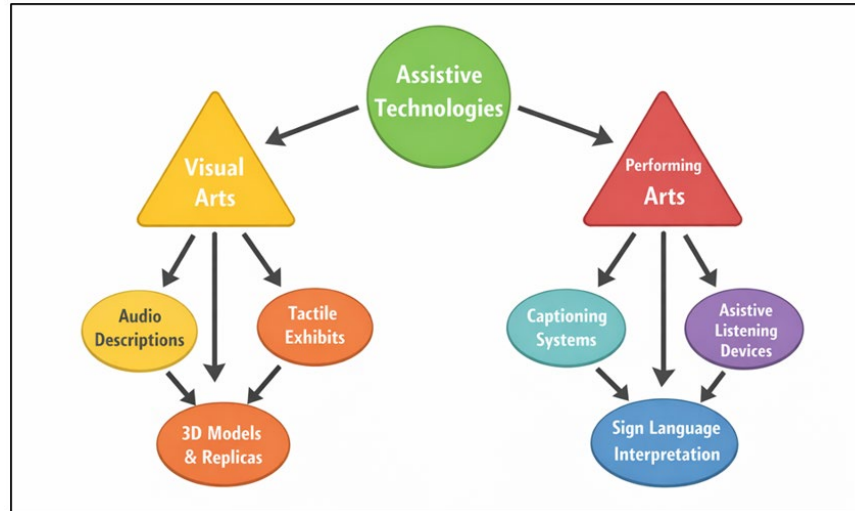 Assistive
Technologies
Visual
Arts
Performing
Arts
Audio
Descriptions
Tactile
Exhibits
Captioning
Systems
Asistive
Listening
Devices
3D Models
& Replicas
Sign Language
Interpretation